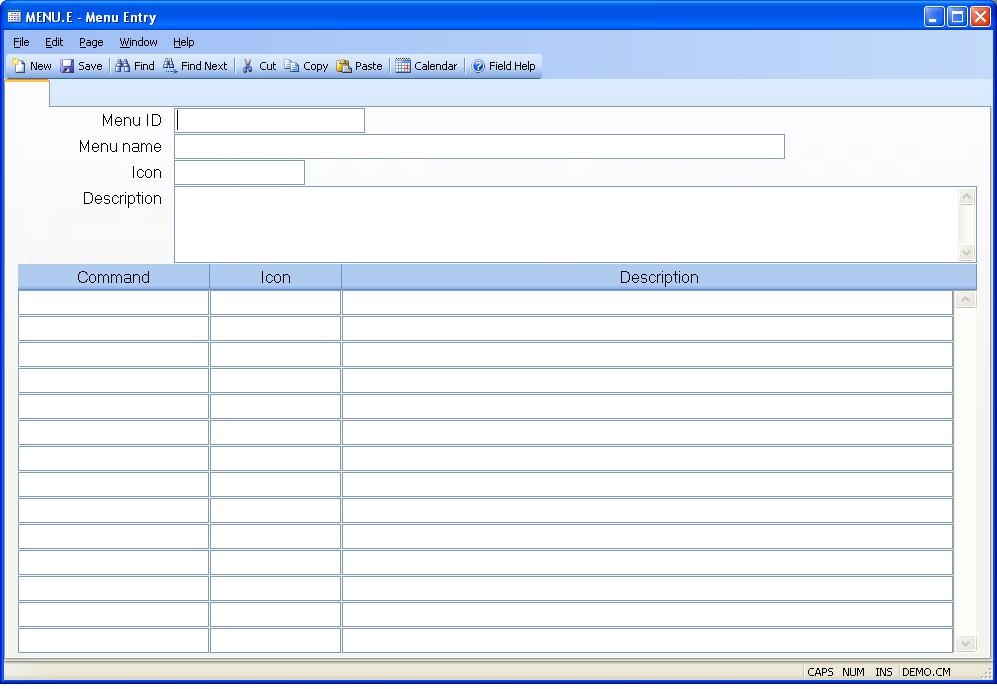 MENU.E - Menu Entry
File Edit Page Window Help
New Save Find Find Next Cut Copy Paste Calendar Field Help
Menu ID
Menu name
Icon
Description
Command Icon Description
CAPS NUM INS DEMO.CM